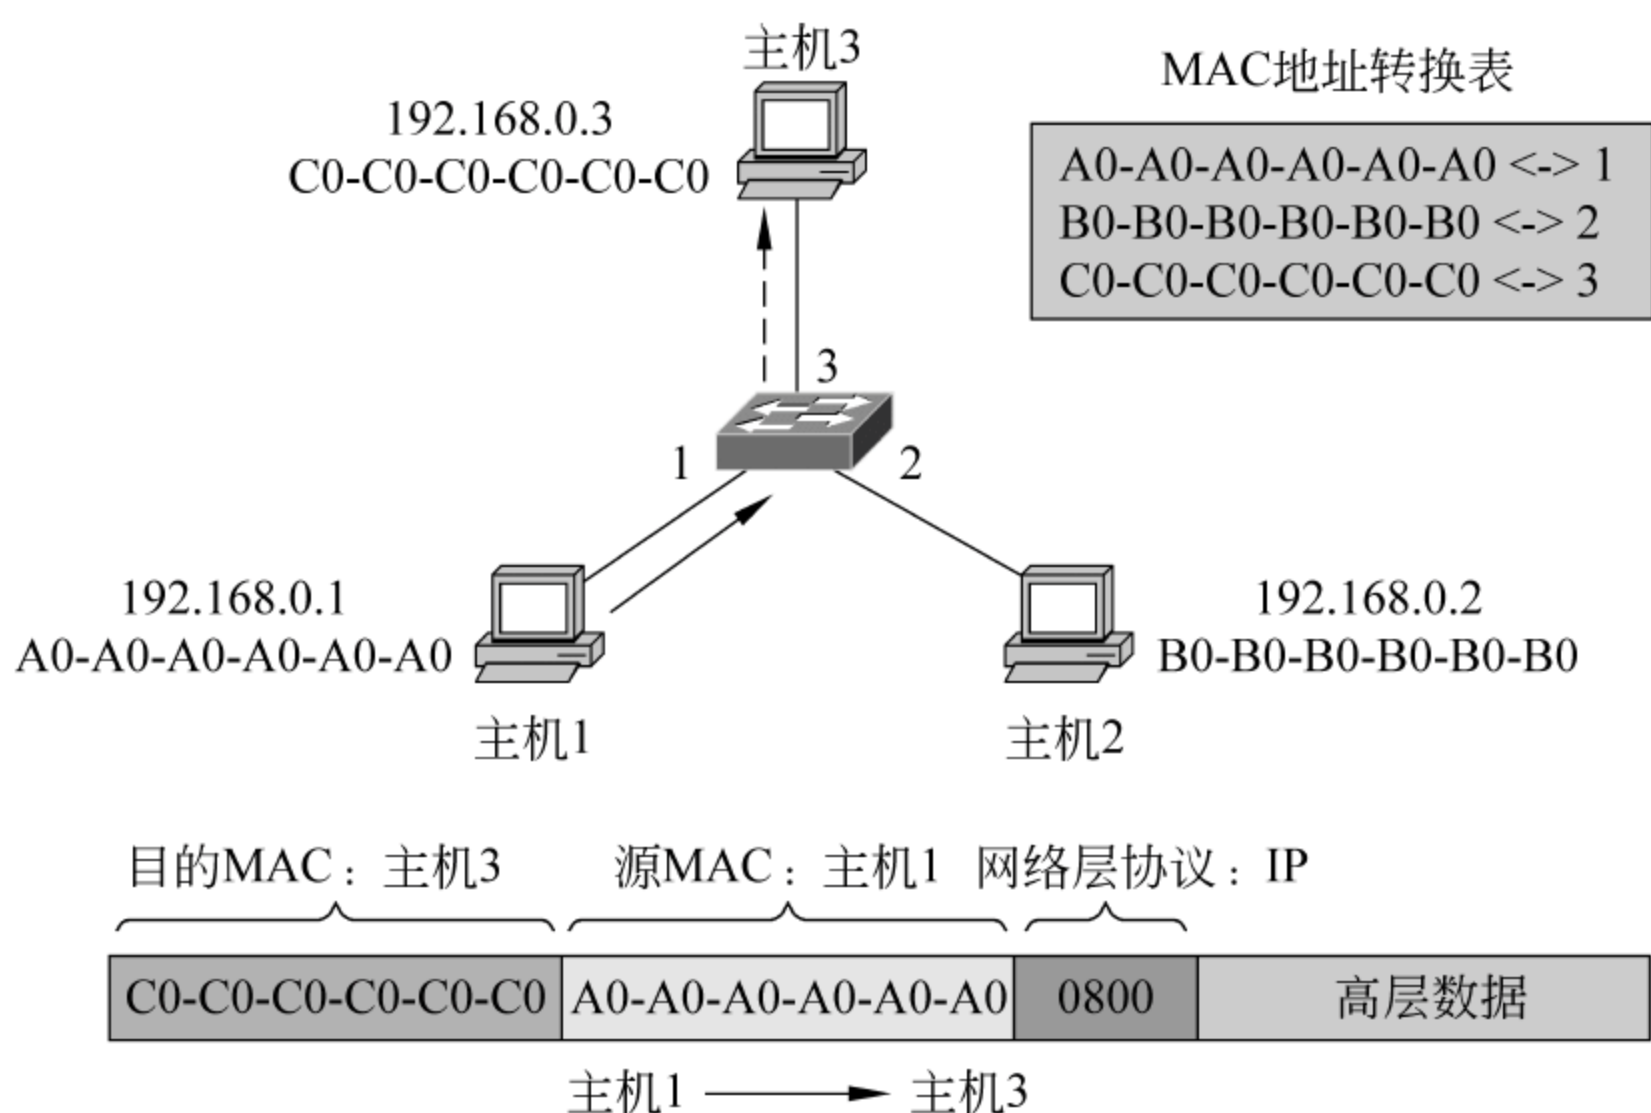 主机3
MAC地址转换表
192.168.0.3
C0-C0-C0-C0-C0-C0
A0-A0-A0-A0-A0-A0 <-> 1
B0-B0-B0-B0-B0-B0 <-> 2
C0-C0-C0-C0-C0-C0 <-> 3
3
1
2
192.168.0.1
A0-A0-A0-A0-A0-A0
主机1
192.168.0.2
B0-B0-B0-B0-B0-B0
主机2
目的MAC：主机3 源MAC：主机1 网络层协议：IP
C0-C0-C0-C0-C0-C0 A0-A0-A0-A0-A0-A0 0800 高层数据
主机1 主机3